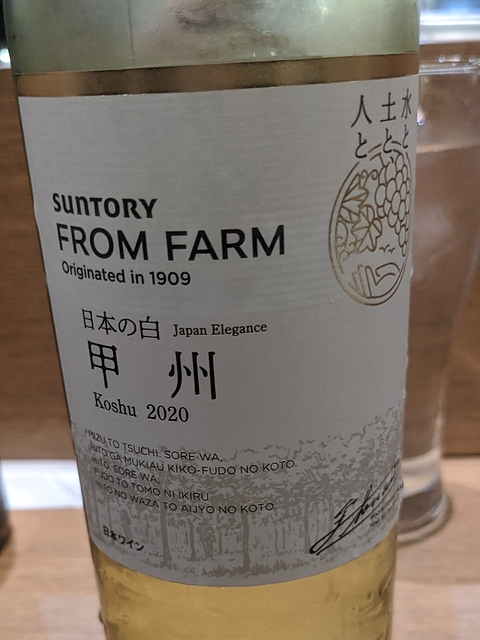 水と
土と
人と
SUNTORY
FROM FARM
Originated in 1909
日本の白 Japan Elegance
甲州
Koshu 2020
MIZU TO TSUCHI. SORE WA,
HITO GA MUKIAU KIKO-FUDO NO KOTO.
HITO. SORE WA,
FUDO TO TOMO NI IKIRU
HITO NO WAZA TO AIJYO NO KOTO.
日本ワイン